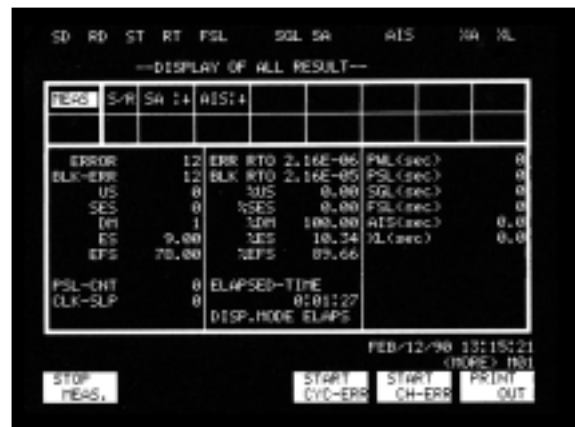 SD RD ST RT FSL SGL SA AIS XA XL
--DISPLAY OF ALL RESULT--
MEAS S/R SA :+ AIS:+
ERROR 12 ERR RTO 2.16E-06 PWL(sec) 0
BLK-ERR 12 BLK RTO 2.16E-05 PSL(sec) 0
US 0 %US 0.00 SGL(sec) 0
SES 0 %SES 0.00 FSL(sec) 0
DM 1 %DM 100.00 AIS(sec) 0.0
ES 9.00 %ES 10.34 XL(sec) 0.0
EFS 78.00 %EFS 89.66
PSL-CNT 0 ELAPSED-TIME
CLK-SLP 0 0:01:27
DISP.MODE ELAPS
FEB/12/90 13:15:21
(MORE) M01
STOP START START PRINT
MEAS. CYC-ERR CH-ERR OUT